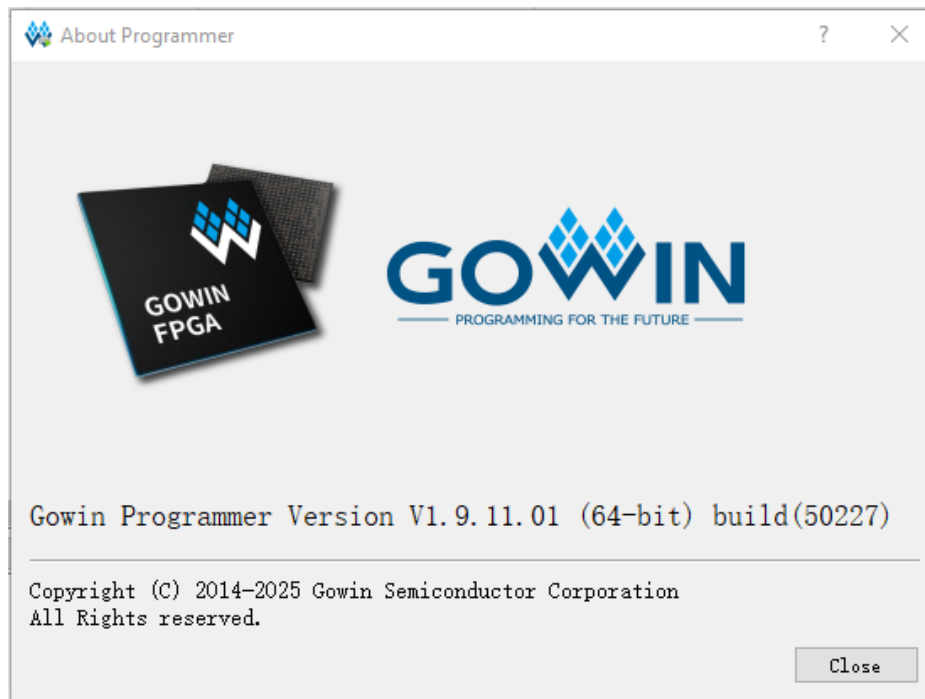 About Programmer
GOWIN
FPGA
GOWIN
PROGRAMMING FOR THE FUTURE
Gowin Programmer Version V1.9.11.01 (64-bit) build(50227)
Copyright (C) 2014-2025 Gowin Semiconductor Corporation
All Rights reserved.
Close